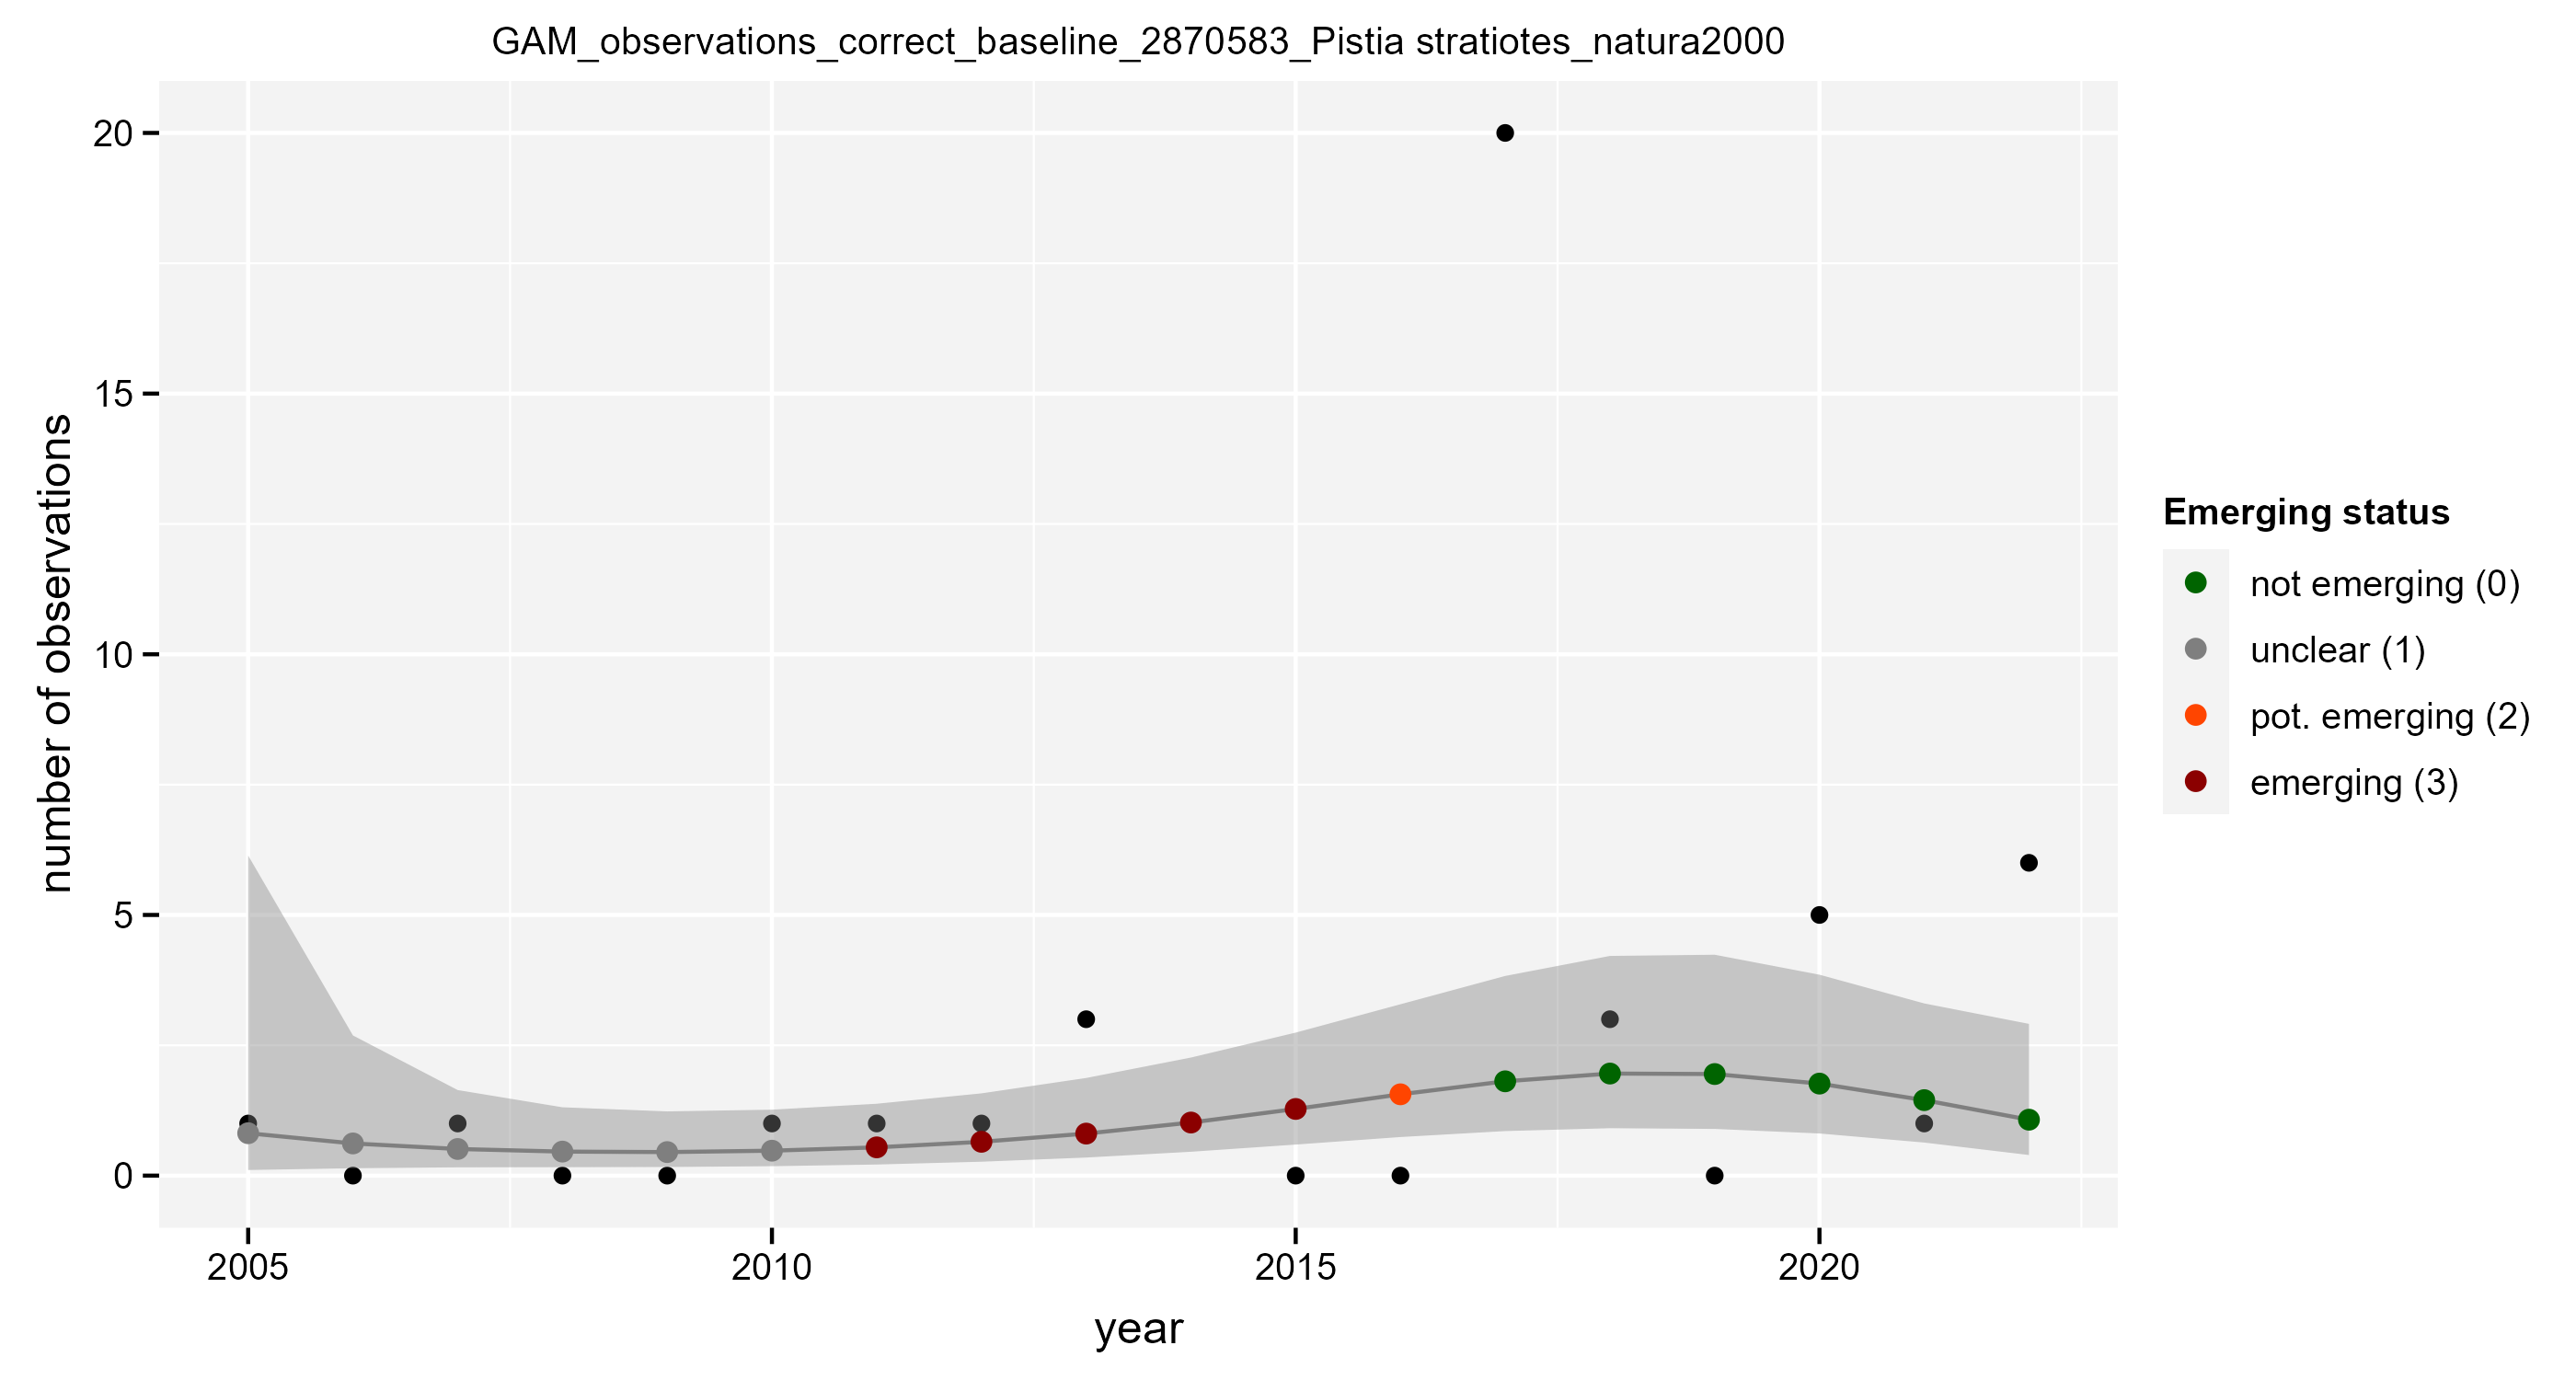 GAM_observations_correct_baseline_2870583_Pistia stratiotes_natura2000
number of observations
20
15
10
5
0
2005 2010 2015 2020
year
Emerging status
not emerging (0)
unclear (1)
pot. emerging (2)
emerging (3)